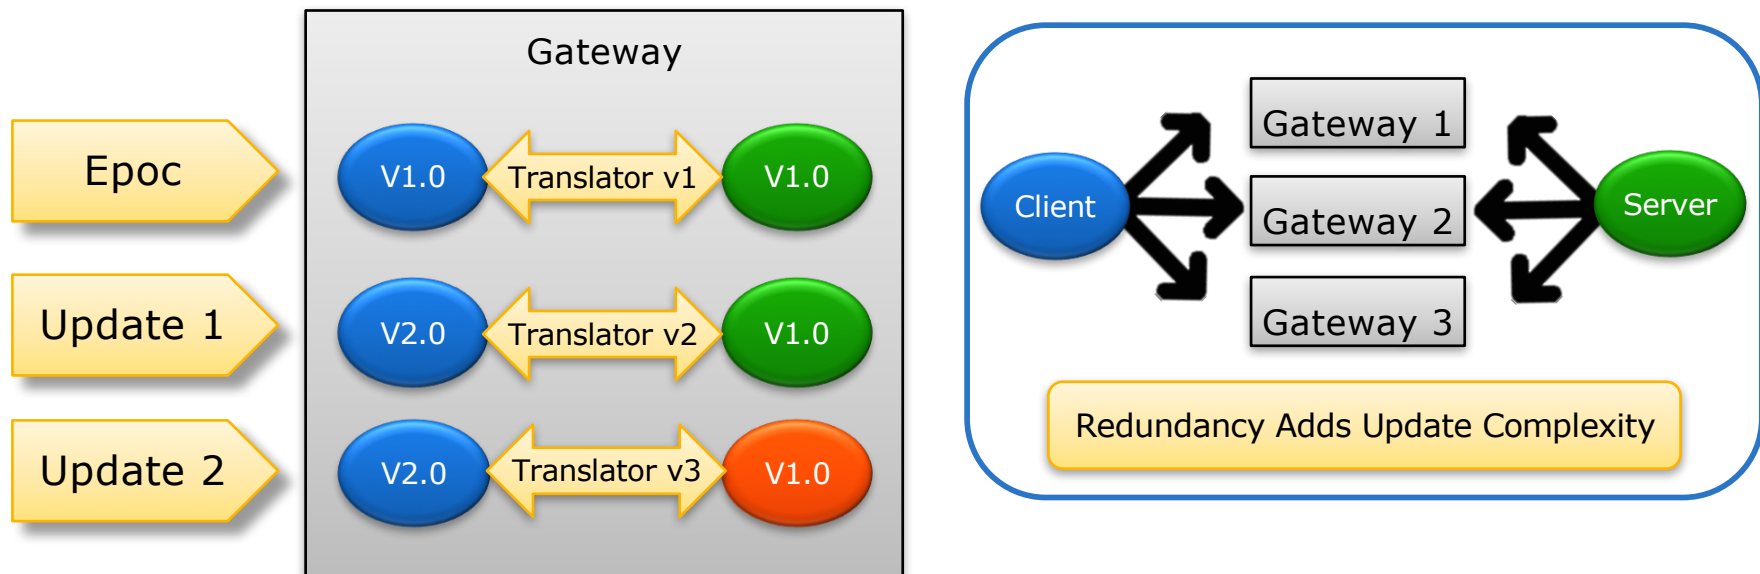 Gateway
Epoc
V1.0
Translator v1
V1.0
Update 1
V2.0
Translator v2
V1.0
Update 2
V2.0
Translator v3
V1.0
Client
Gateway 1
Gateway 2
Gateway 3
Server
Redundancy Adds Update Complexity